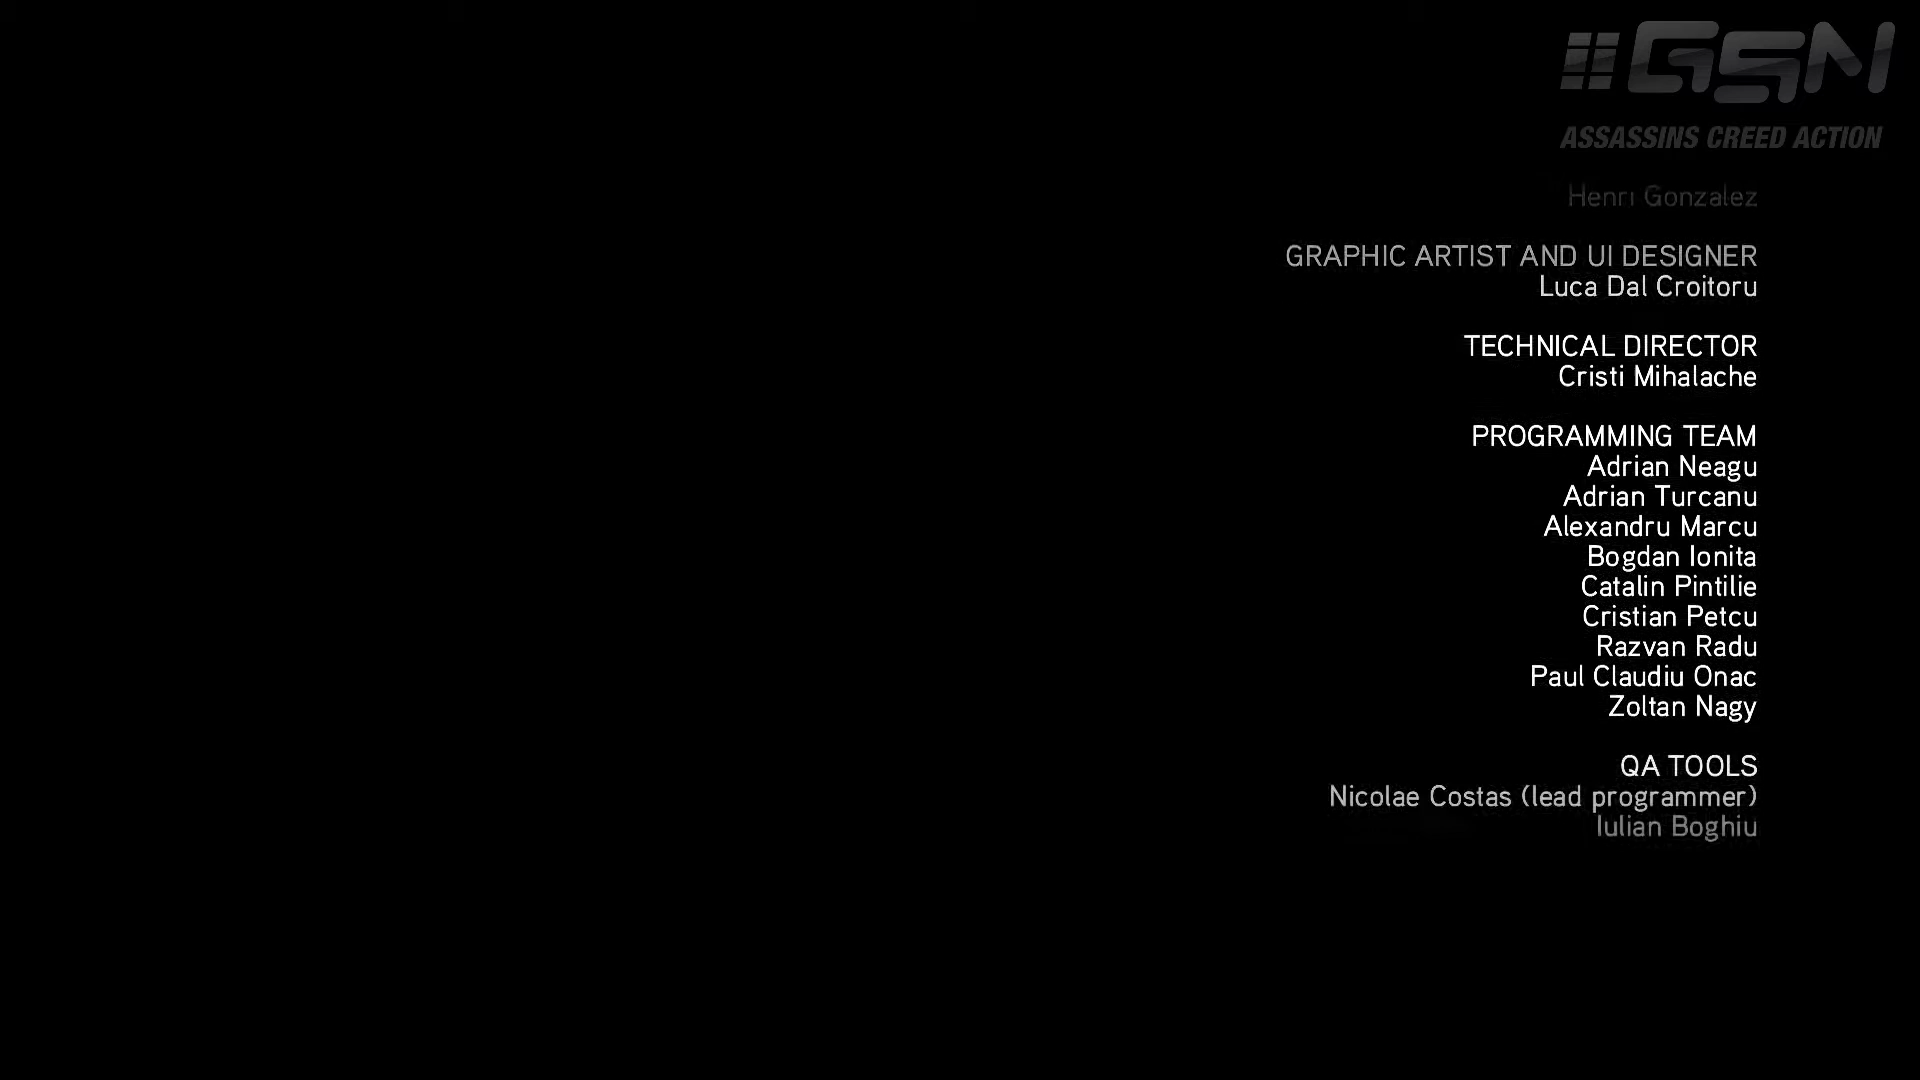 GSN
ASSASSINS CREED ACTION
Henri Gonzalez
GRAPHIC ARTIST AND UI DESIGNER
Luca Dal Croitoru
TECHNICAL DIRECTOR
Cristi Mihalache
PROGRAMMING TEAM
Adrian Neagu
Adrian Turcanu
Alexandru Marcu
Bogdan Ionita
Catalin Pintilie
Cristian Petcu
Razvan Radu
Paul Claudiu Onac
Zoltan Nagy
QA TOOLS
Nicolae Costas (lead programmer)
Iulian Boghiu